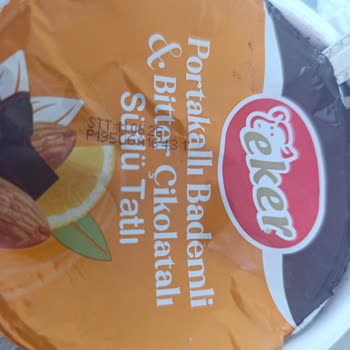 eker
Portakallı Bademli
& Bitter Çikolatalı
Sütlü Tatlı